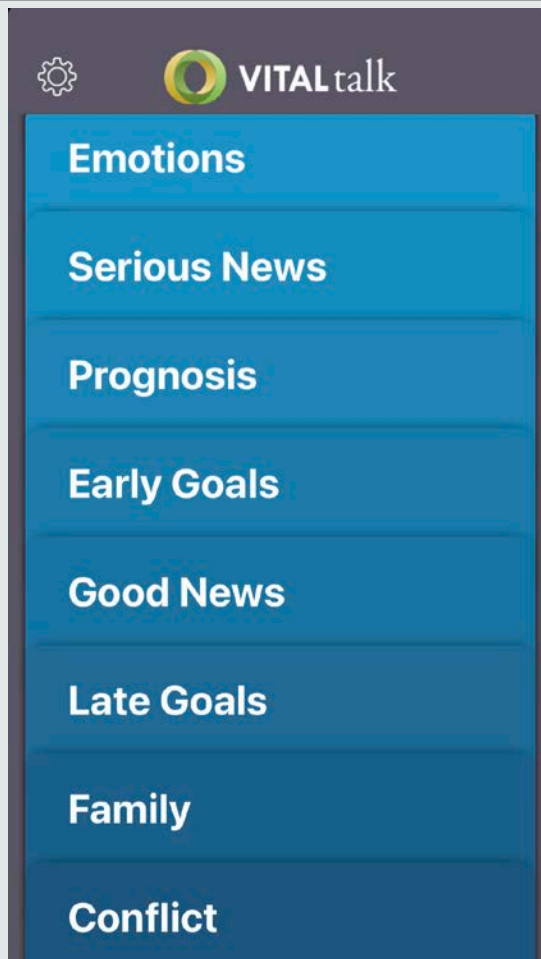 VITALtalk
Emotions
Serious News
Prognosis
Early Goals
Good News
Late Goals
Family
Conflict